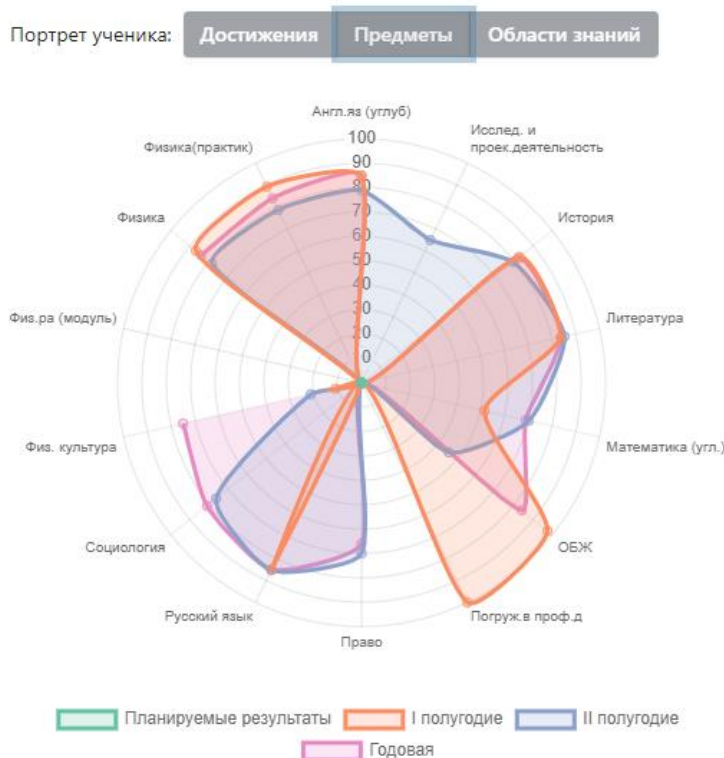 Портрет ученика: Достижения Предметы Области знаний
Англ.яз (углуб)
Исслед. и
проек.деятельность
История
Литература
Математика (угл.)
ОБЖ
Погруж.в проф.д
Право
Русский язык
Социология
Физ. культура
Физ.ра (модуль)
Физика
Физика(практик)
100
90
80
70
60
50
40
30
20
0
Планируемые результаты I полугодие II полугодие
Годовая